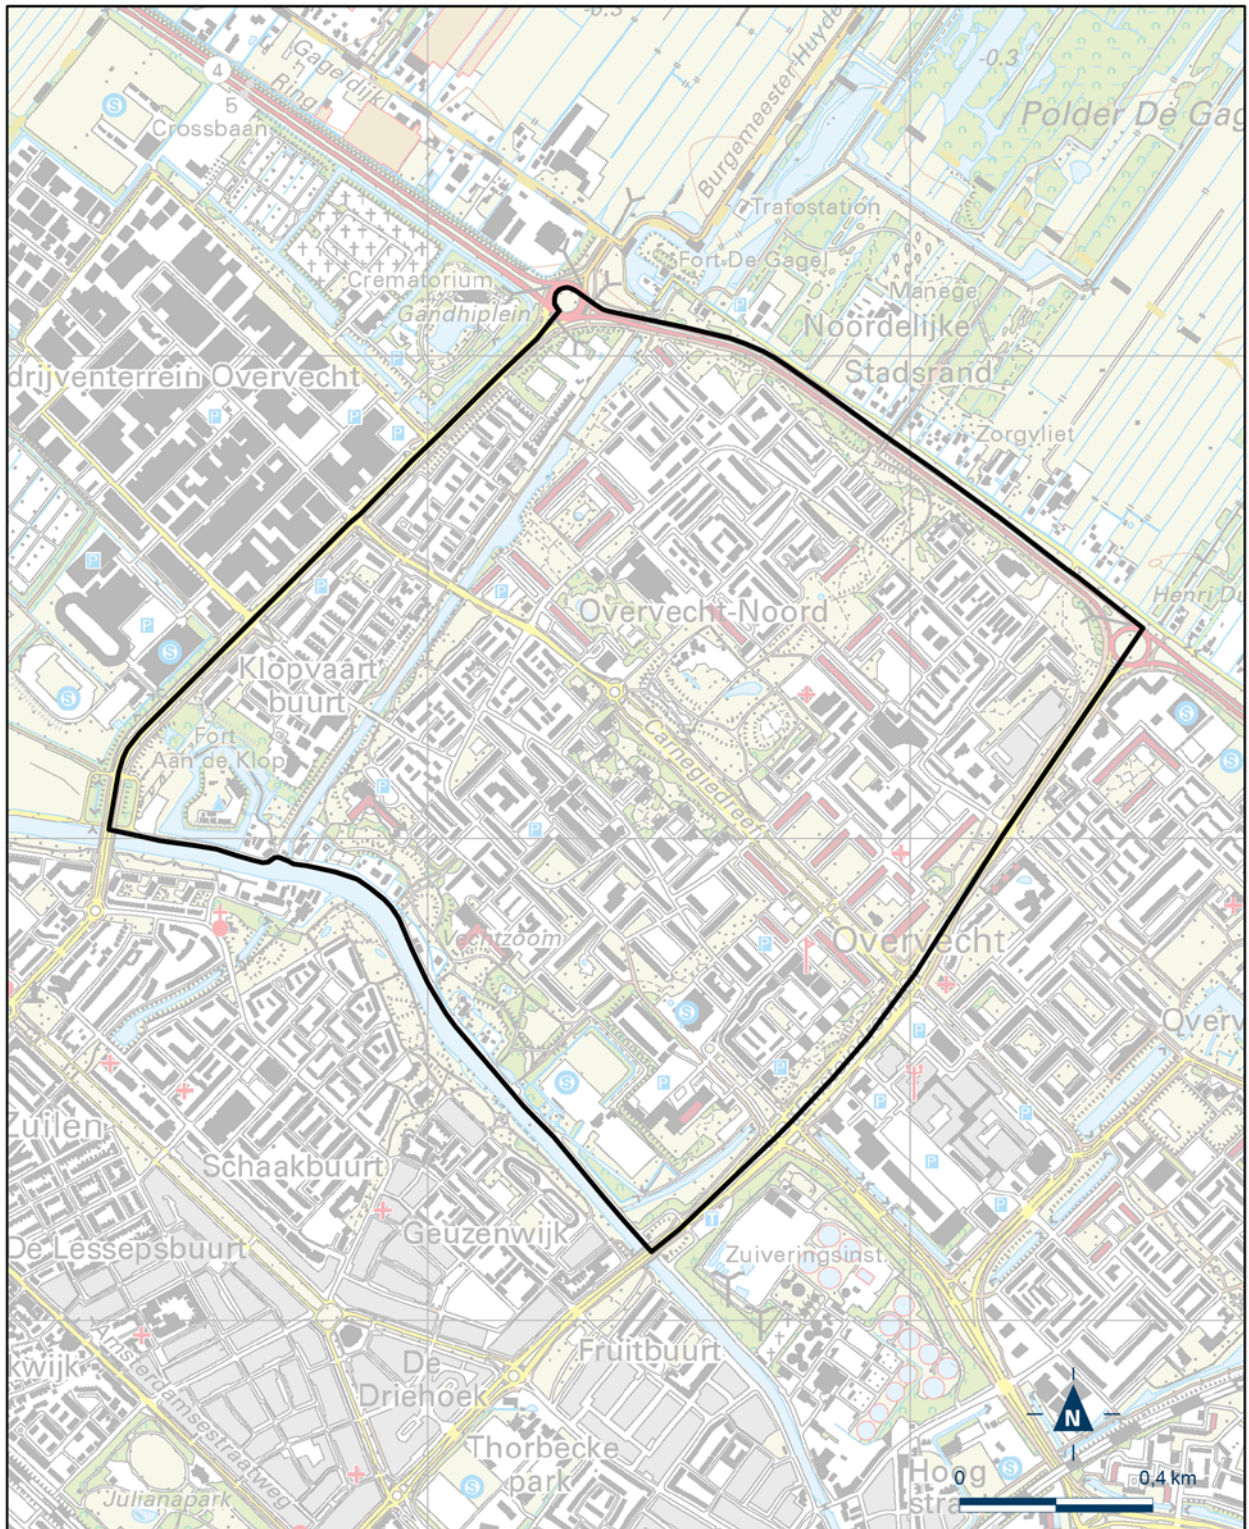 -0.3
Gageldijk
4
Ring
5
Crossbaan
Burgemeester Huyde
-0.3
Polder De Gag
Trafostation
Fort De Gagel
Crematorium
Manege
Gandhiplein
Noordelijke
Stadsrand
drijventerrein Overvecht
P
P
P
P
P
Zorgvliet
S
P
P
P
P
S
S
Henri Du
Overvecht-Noord
Klopvaart
buurt
Fort
Aan de Klop
Carnegiedreef
P
P
S
S
Vechtzoom
P
Overvecht
S
P
Overv
S
P
P
P
P
P
P
Zuilen
Schaakbuurt
De Lessepsbuurt
Geuzenwijk
T
Zuiveringsinst.
kwijk
Amsterdamsestraatweg
De
Driehoek
Fruitbuurt
Thorbecke
park
S
Julianapark
Hoog
stra
S
N
0
0,4 km